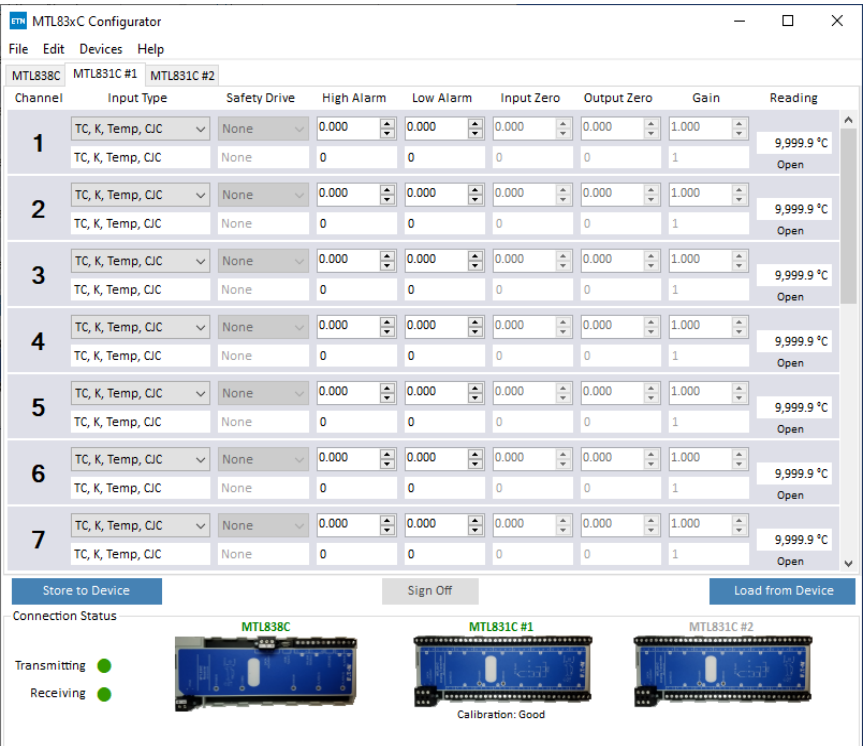 ETN MTL83xC Configurator
File Edit Devices Help
MTL838C MTL831C #1 MTL831C #2
Channel Input Type Safety Drive High Alarm Low Alarm Input Zero Output Zero Gain Reading
1 TC, K, Temp, CJC None 0.000 0.000 0.000 0.000 1.000 9,999.9 °C
TC, K, Temp, CJC None 0 0 0 0 1 Open
2 TC, K, Temp, CJC None 0.000 0.000 0.000 0.000 1.000 9,999.9 °C
TC, K, Temp, CJC None 0 0 0 0 1 Open
3 TC, K, Temp, CJC None 0.000 0.000 0.000 0.000 1.000 9,999.9 °C
TC, K, Temp, CJC None 0 0 0 0 1 Open
4 TC, K, Temp, CJC None 0.000 0.000 0.000 0.000 1.000 9,999.9 °C
TC, K, Temp, CJC None 0 0 0 0 1 Open
5 TC, K, Temp, CJC None 0.000 0.000 0.000 0.000 1.000 9,999.9 °C
TC, K, Temp, CJC None 0 0 0 0 1 Open
6 TC, K, Temp, CJC None 0.000 0.000 0.000 0.000 1.000 9,999.9 °C
TC, K, Temp, CJC None 0 0 0 0 1 Open
7 TC, K, Temp, CJC None 0.000 0.000 0.000 0.000 1.000 9,999.9 °C
TC, K, Temp, CJC None 0 0 0 0 1 Open
Store to Device Sign Off Load from Device
Connection Status
MTL838C MTL831C #1 MTL831C #2
Transmitting
Receiving
Calibration: Good